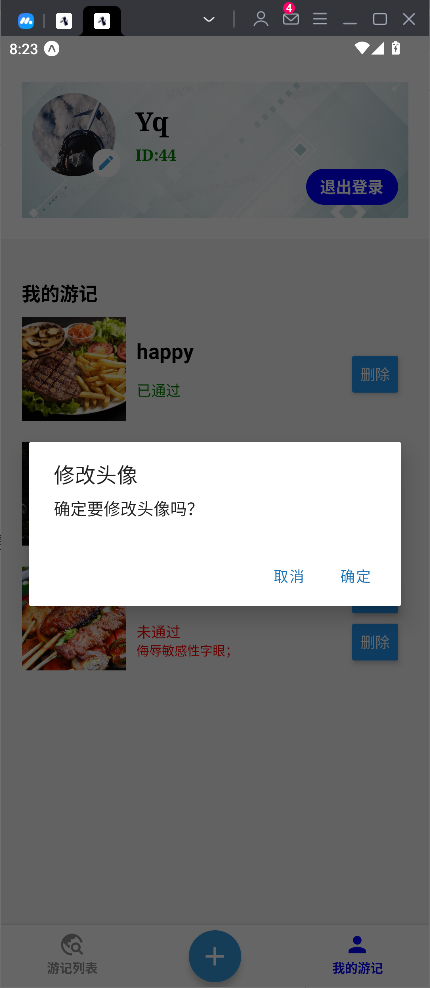 4
8:23
Yq
ID:44
退出登录
我的游记
happy
已通过
删除
修改头像
确定要修改头像吗?
取消
确定
未通过
侮辱敏感性字眼;
删除
游记列表
我的游记